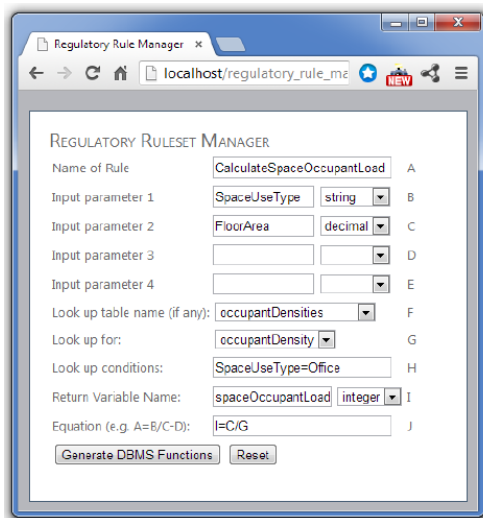 Regulatory Rule Manager
localhost/regulatory_rule_ma
NEW
REGULATORY RULESET MANAGER
Name of Rule CalculateSpaceOccupantLoad A
Input parameter 1 SpaceUseType string B
Input parameter 2 FloorArea decimal C
Input parameter 3 D
Input parameter 4 E
Look up table name (if any): occupantDensities F
Look up for: occupantDensity G
Look up conditions: SpaceUseType=Office H
Return Variable Name: spaceOccupantLoad integer I
Equation (e.g. A=B/C-D): I=C/G J
Generate DBMS Functions Reset